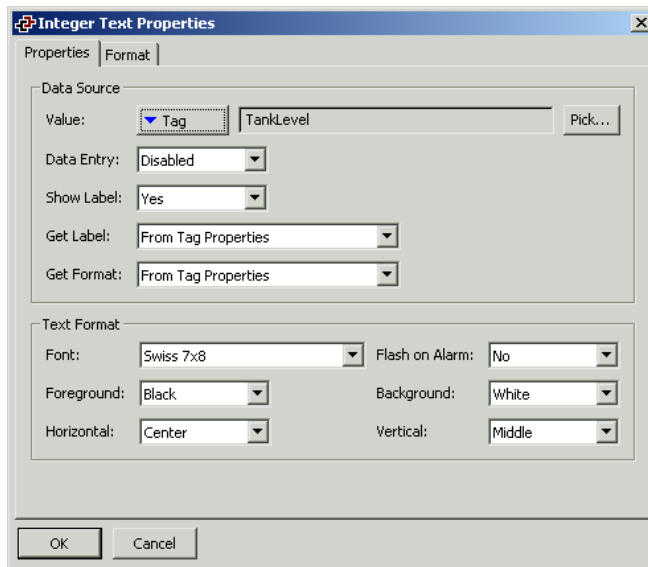 Integer Text Properties
Properties Format
Data Source
Value: Tag TankLevel Pick...
Data Entry: Disabled
Show Label: Yes
Get Label: From Tag Properties
Get Format: From Tag Properties
Text Format
Font: Swiss 7x8 Flash on Alarm: No
Foreground: Black Background: White
Horizontal: Center Vertical: Middle
OK Cancel